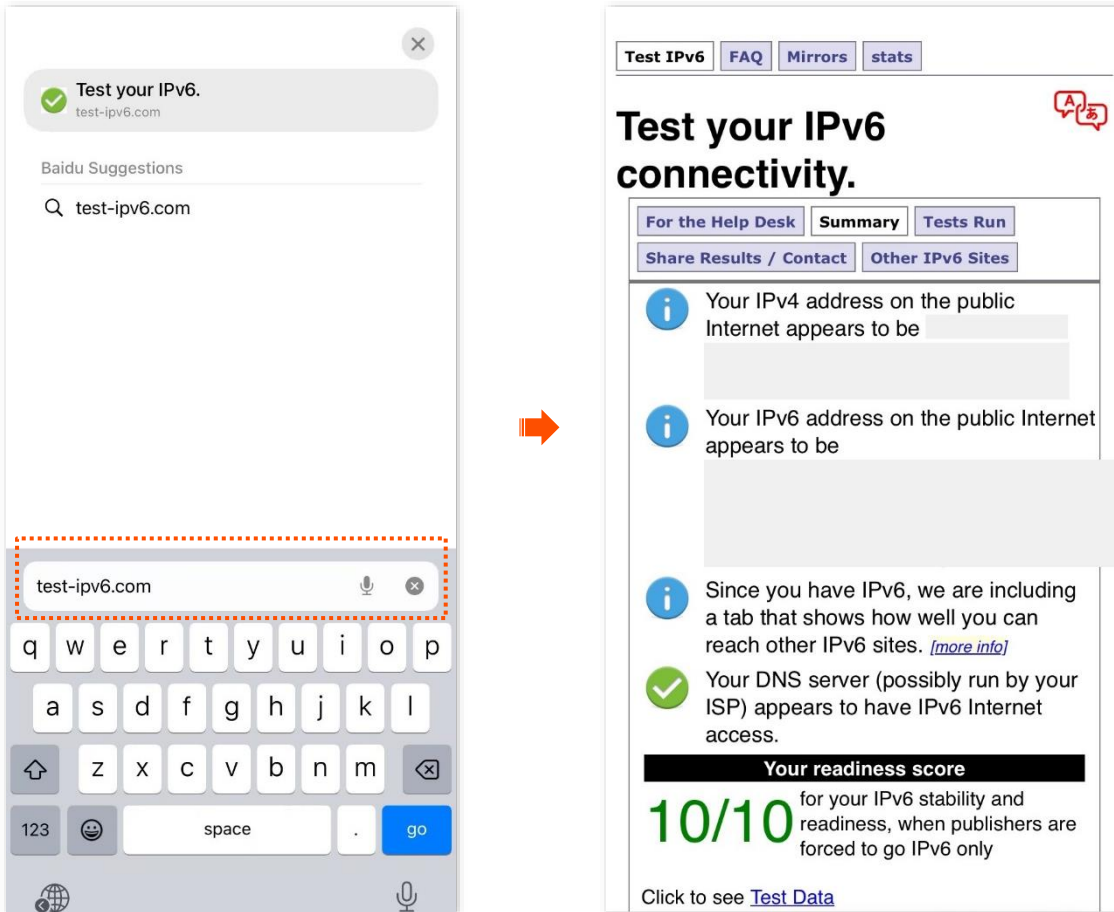 Test your IPv6.
test-ipv6.com
Baidu Suggestions
test-ipv6.com
test-ipv6.com
q w e r t y u i o p
a s d f g h j k l
z x c v b n m
123 space . go
Test IPv6 FAQ Mirrors stats
A あ
Test your IPv6
connectivity.
For the Help Desk Summary Tests Run
Share Results / Contact Other IPv6 Sites
Your IPv4 address on the public
Internet appears to be
Your IPv6 address on the public Internet
appears to be
Since you have IPv6, we are including
a tab that shows how well you can
reach other IPv6 sites. [more info]
Your DNS server (possibly run by your
ISP) appears to have IPv6 Internet
access.
Your readiness score
10/10 for your IPv6 stability and
readiness, when publishers are
forced to go IPv6 only
Click to see Test Data